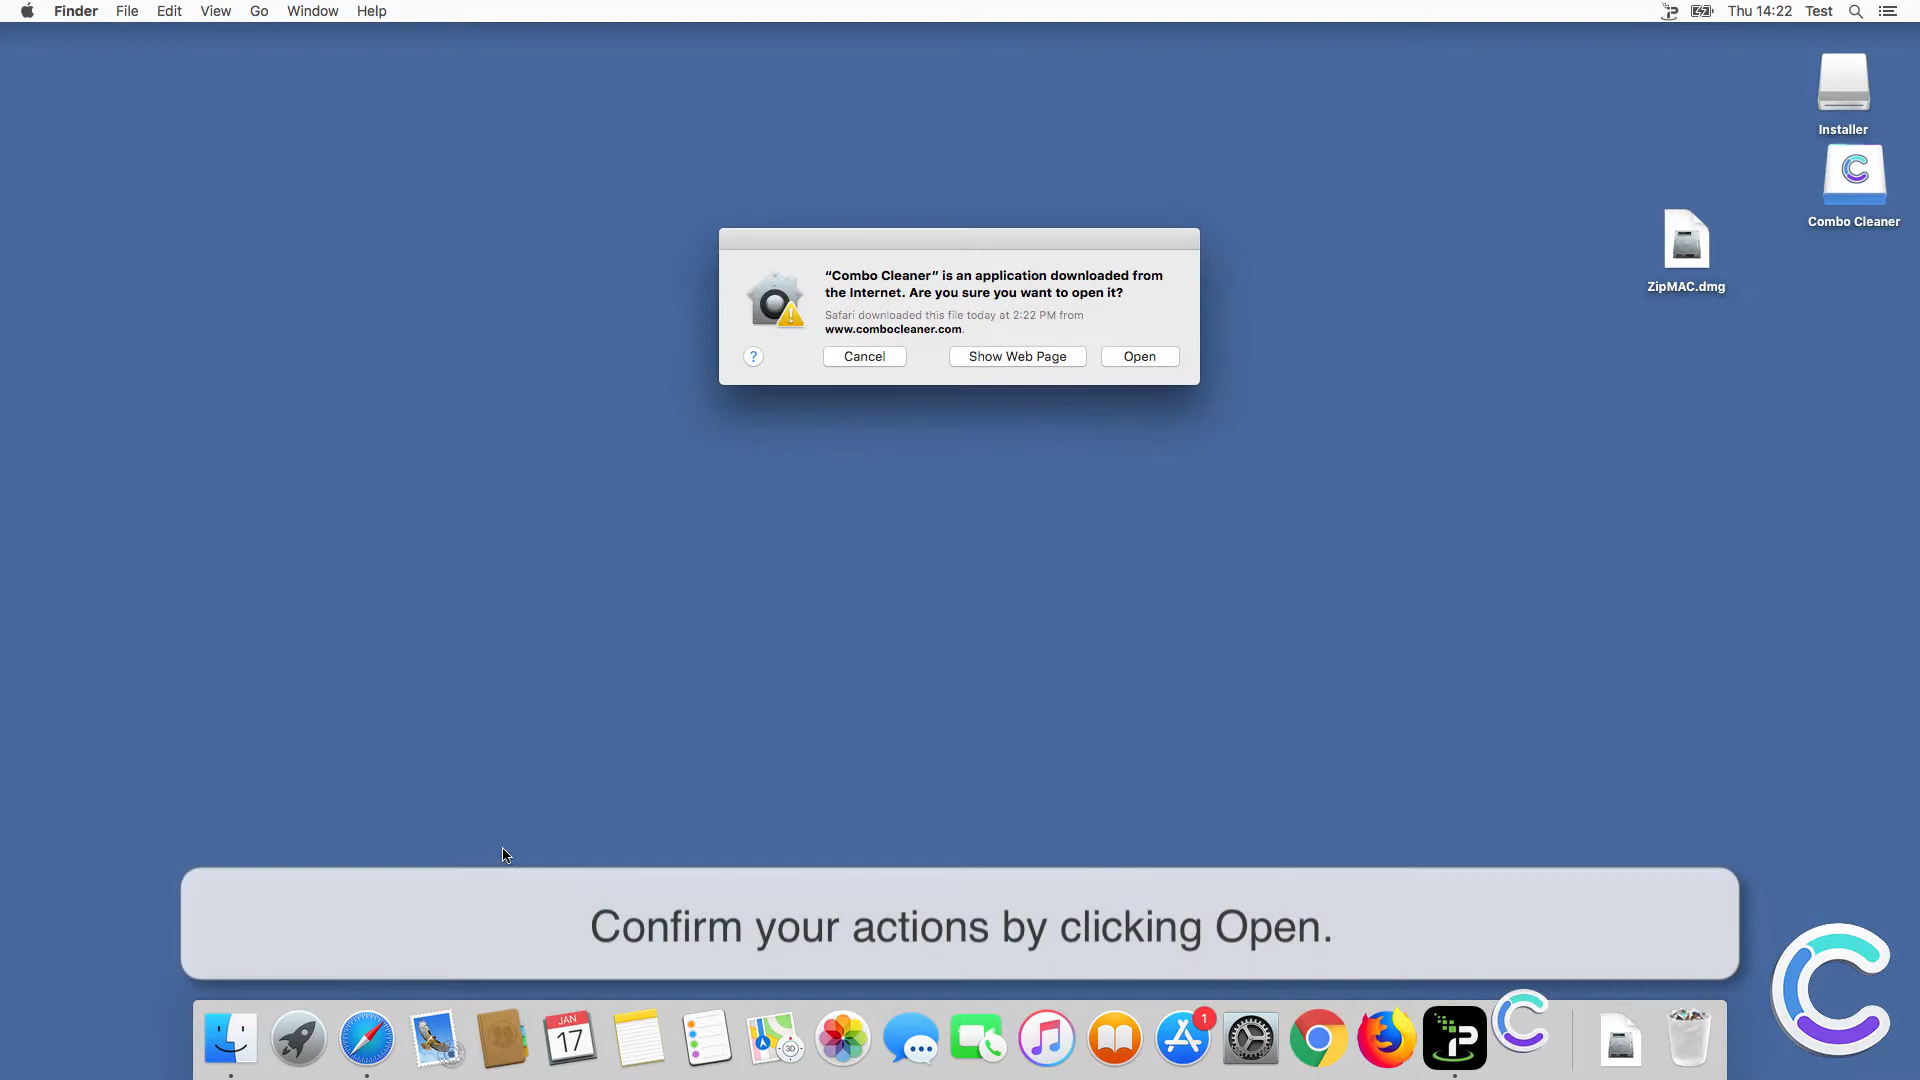 Finder File Edit View Go Window Help
Thu 14:22 Test
Installer
Combo Cleaner
ZipMAC.dmg
“Combo Cleaner” is an application downloaded from
the Internet. Are you sure you want to open it?
Safari downloaded this file today at 2:22 PM from
www.combocleaner.com.
? Cancel Show Web Page Open
Confirm your actions by clicking Open.
JAN
17
3D
1